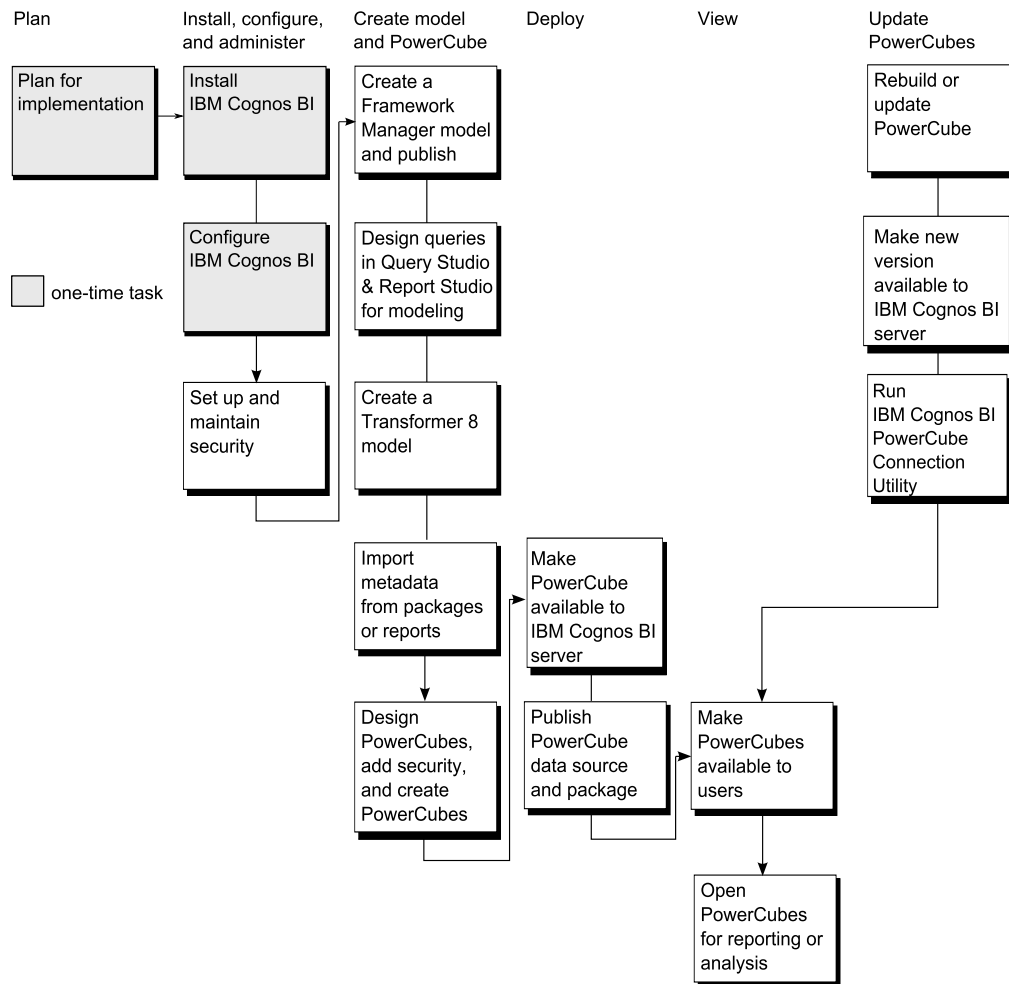 Plan
Install, configure,
and administer
Create model
and PowerCube
Deploy
View
Update
PowerCubes
Plan for
implementation
Install
IBM Cognos BI
Configure
IBM Cognos BI
Set up and
maintain
security
one-time task
Create a
Framework
Manager model
and publish
Design queries
in Query Studio
& Report Studio
for modeling
Create a
Transformer 8
model
Import
metadata
from packages
or reports
Design
PowerCubes,
add security,
and create
PowerCubes
Make
PowerCube
available to
IBM Cognos BI
server
Publish
PowerCube
data source
and package
Make
PowerCubes
available to
users
Open
PowerCubes
for reporting or
analysis
Rebuild or
update
PowerCube
Make new
version
available to
IBM Cognos BI
server
Run
IBM Cognos BI
PowerCube
Connection
Utility